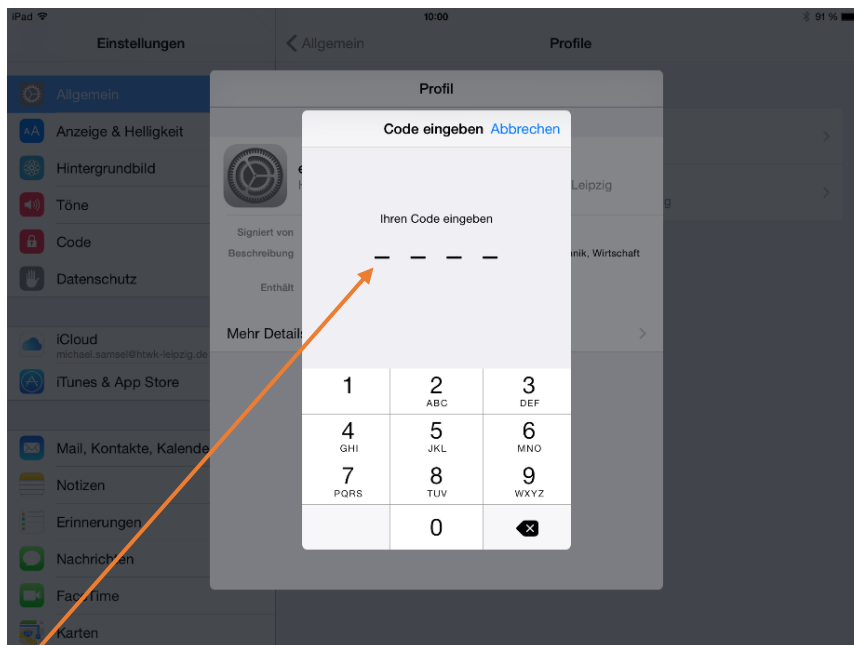 iPad 10:00 91 %
Einstellungen Allgemein Profile
Profil
Allgemein
Code eingeben Abbrechen
Anzeige & Helligkeit
Hintergrundbild
Leipzig
Töne
Ihren Code eingeben
Signiert von
Code
Beschreibung nik, Wirtschaft
Datenschutz
Enthält
Mehr Details
iCloud
michael.samsel@htwk-leipzig.de
iTunes & App Store
1 2 3
ABC DEF
4 5 6
GHI JKL MNO
Mail, Kontakte, Kalende
7 8 9
PQRS TUV WXYZ
Notizen
Erinnerungen
0
Nachrichten
FaceTime
Karten